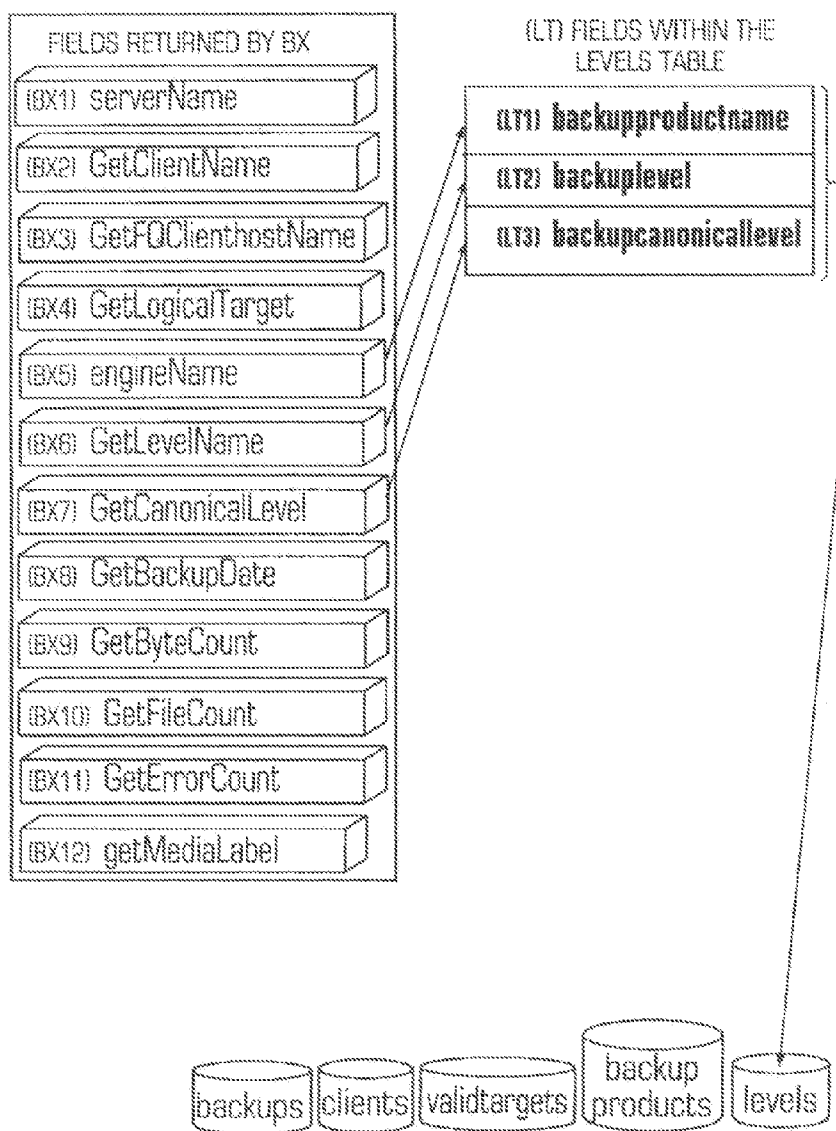 FIELDS RETURNED BY BX
(BX1) serverName
(BX2) GetClientName
(BX3) GetFQClienthostName
(BX4) GetLogicalTarget
(BX5) engineName
(BX6) GetLevelName
(BX7) GetCanonicalLevel
(BX8) GetBackupDate
(BX9) GetByteCount
(BX10) GetFileCount
(BX11) GetErrorCount
(BX12) getMediaLabel
(LT) FIELDS WITHIN THE
LEVELS TABLE
(LT1) backupproductname
(LT2) backuplevel
(LT3) backupcanonicallevel
backups
clients
validtargets
backup
products
levels